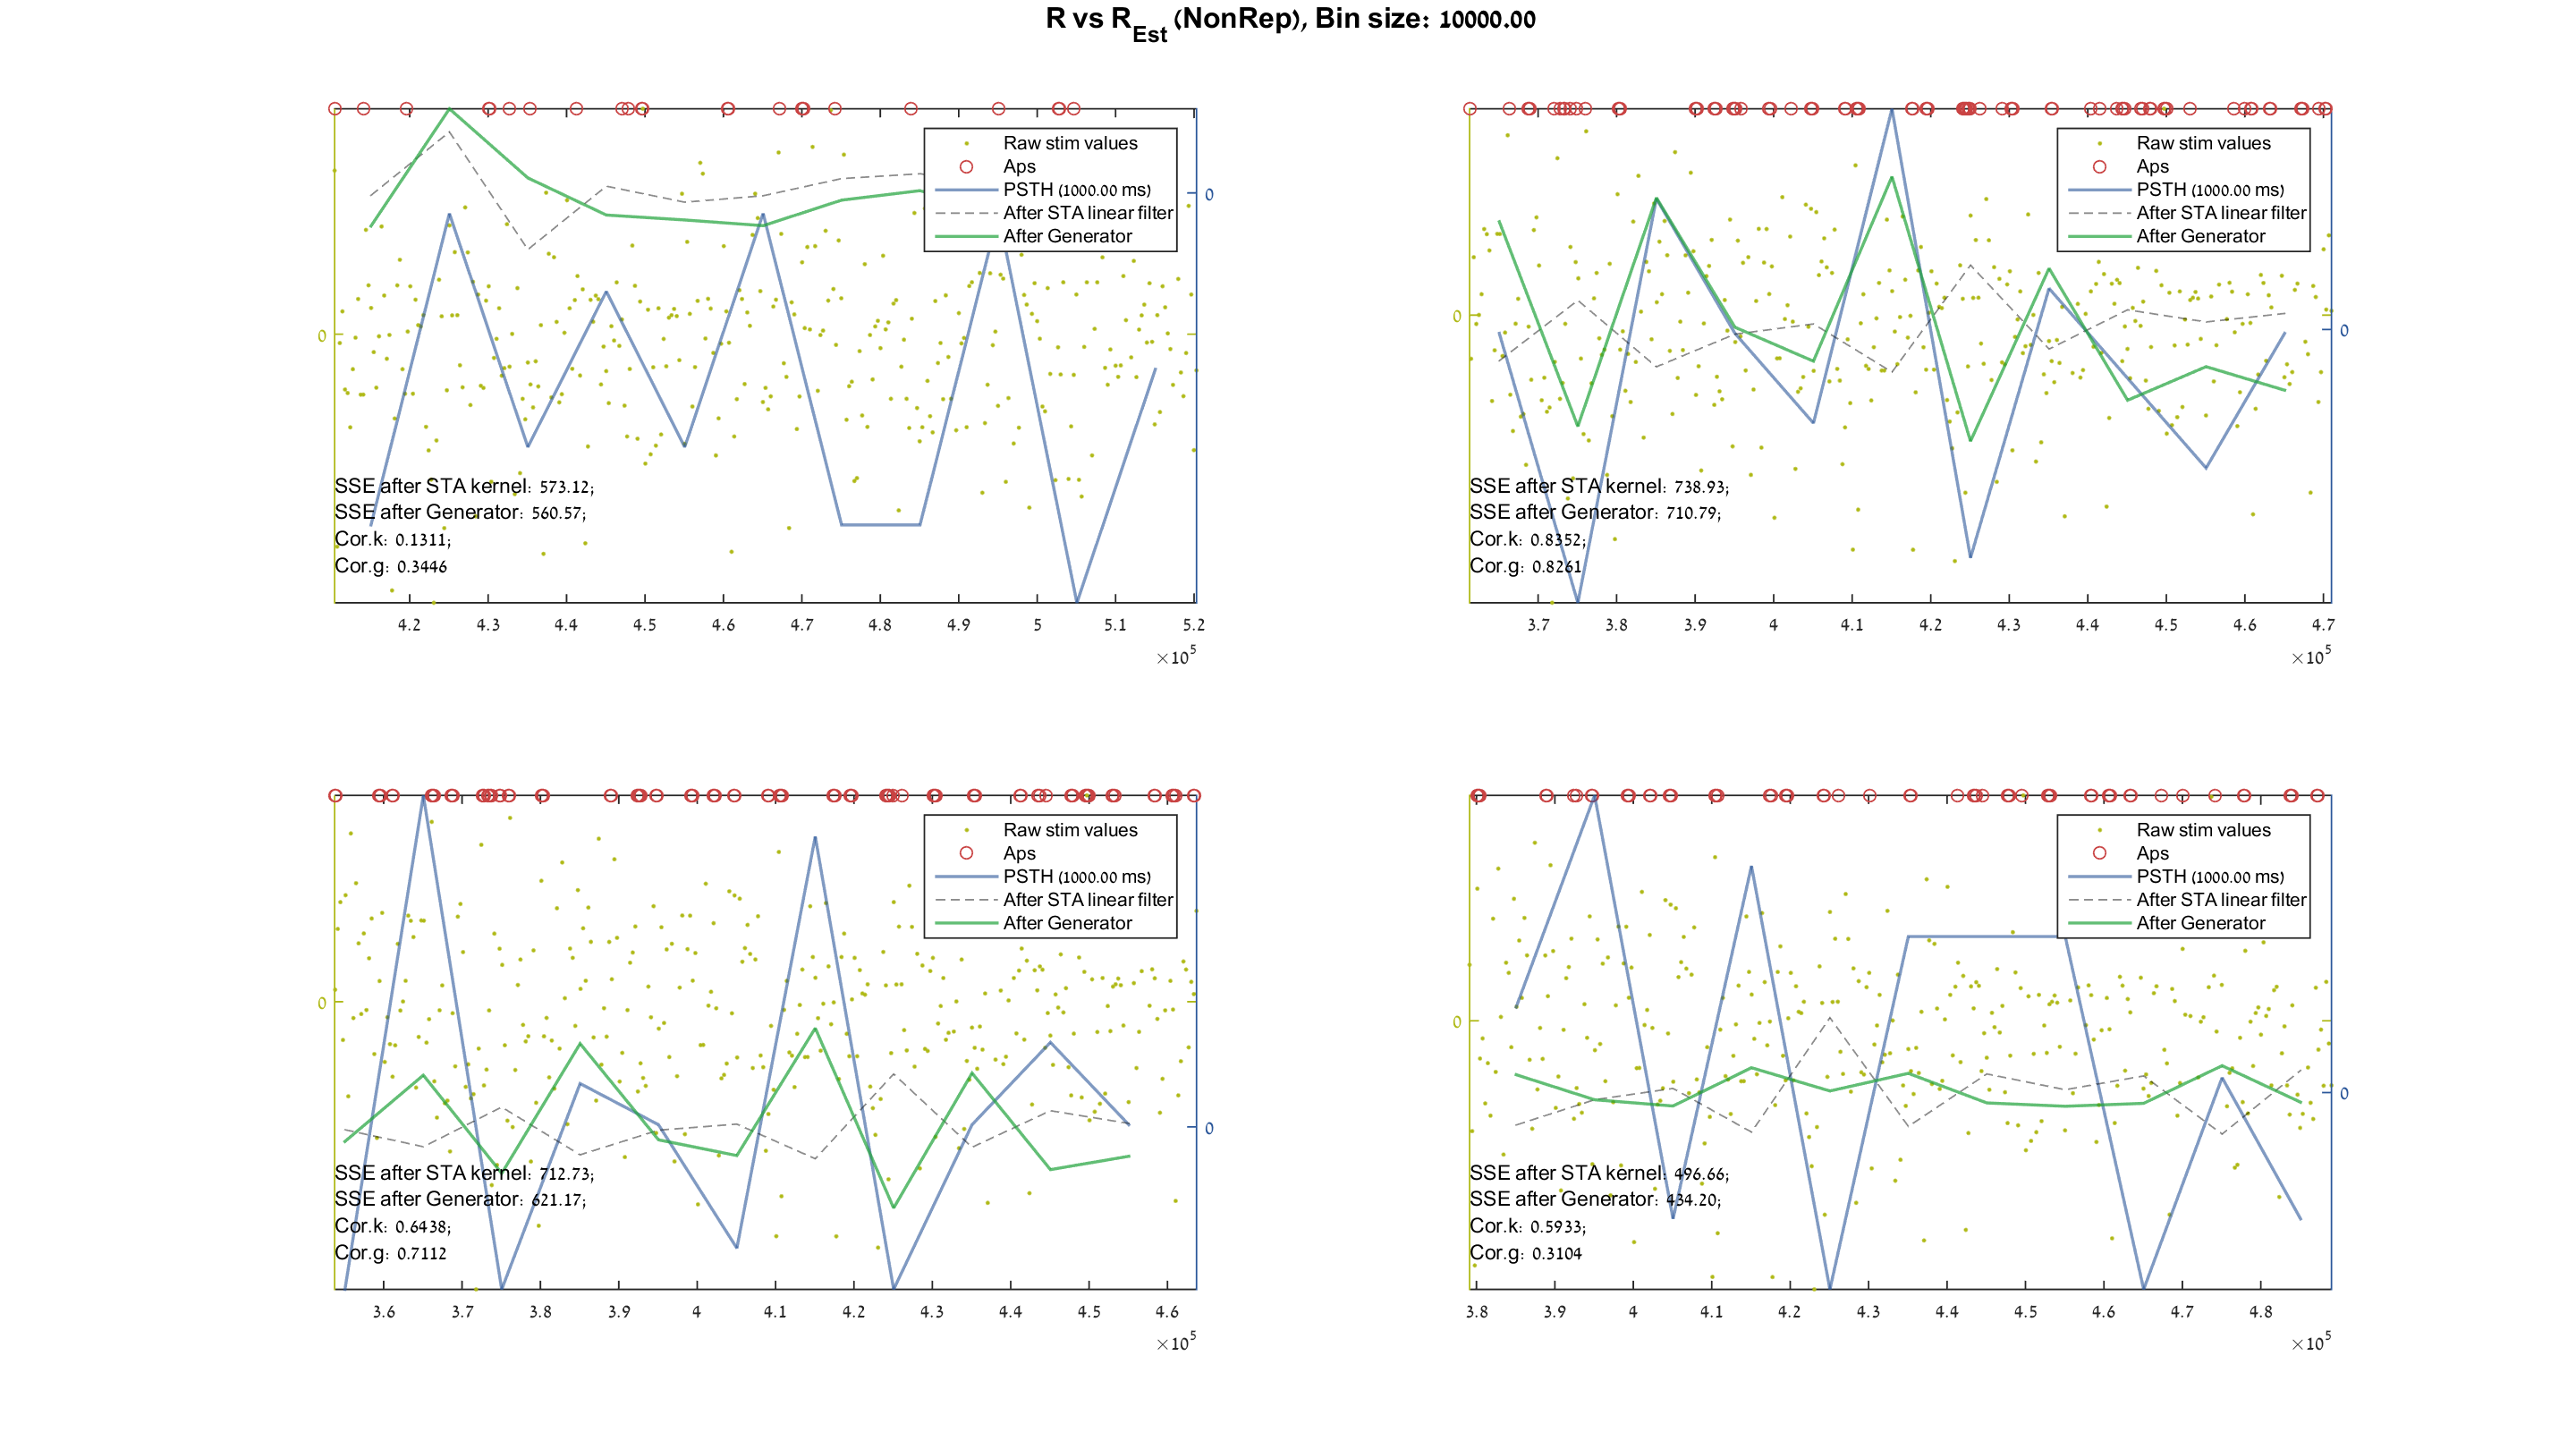 R vs R_Est (NonRep), Bin size: 10000.00
Raw stim values
Aps
PSTH (1000.00 ms)
After STA linear filter
After Generator
0
0
SSE after STA kernel: 573.12;
SSE after Generator: 560.57;
Cor.k: 0.1311;
Cor.g: 0.3446
4.2 4.3 4.4 4.5 4.6 4.7 4.8 4.9 5 5.1 5.2
×10^5
Raw stim values
Aps
PSTH (1000.00 ms)
After STA linear filter
After Generator
0
0
SSE after STA kernel: 738.93;
SSE after Generator: 710.79;
Cor.k: 0.8352;
Cor.g: 0.8261
3.7 3.8 3.9 4 4.1 4.2 4.3 4.4 4.5 4.6 4.7
×10^5
Raw stim values
Aps
PSTH (1000.00 ms)
After STA linear filter
After Generator
0
0
SSE after STA kernel: 712.73;
SSE after Generator: 621.17;
Cor.k: 0.6438;
Cor.g: 0.7112
3.6 3.7 3.8 3.9 4 4.1 4.2 4.3 4.4 4.5 4.6
×10^5
Raw stim values
Aps
PSTH (1000.00 ms)
After STA linear filter
After Generator
0
0
SSE after STA kernel: 496.66;
SSE after Generator: 434.20;
Cor.k: 0.5933;
Cor.g: 0.3104
3.8 3.9 4 4.1 4.2 4.3 4.4 4.5 4.6 4.7 4.8
×10^5